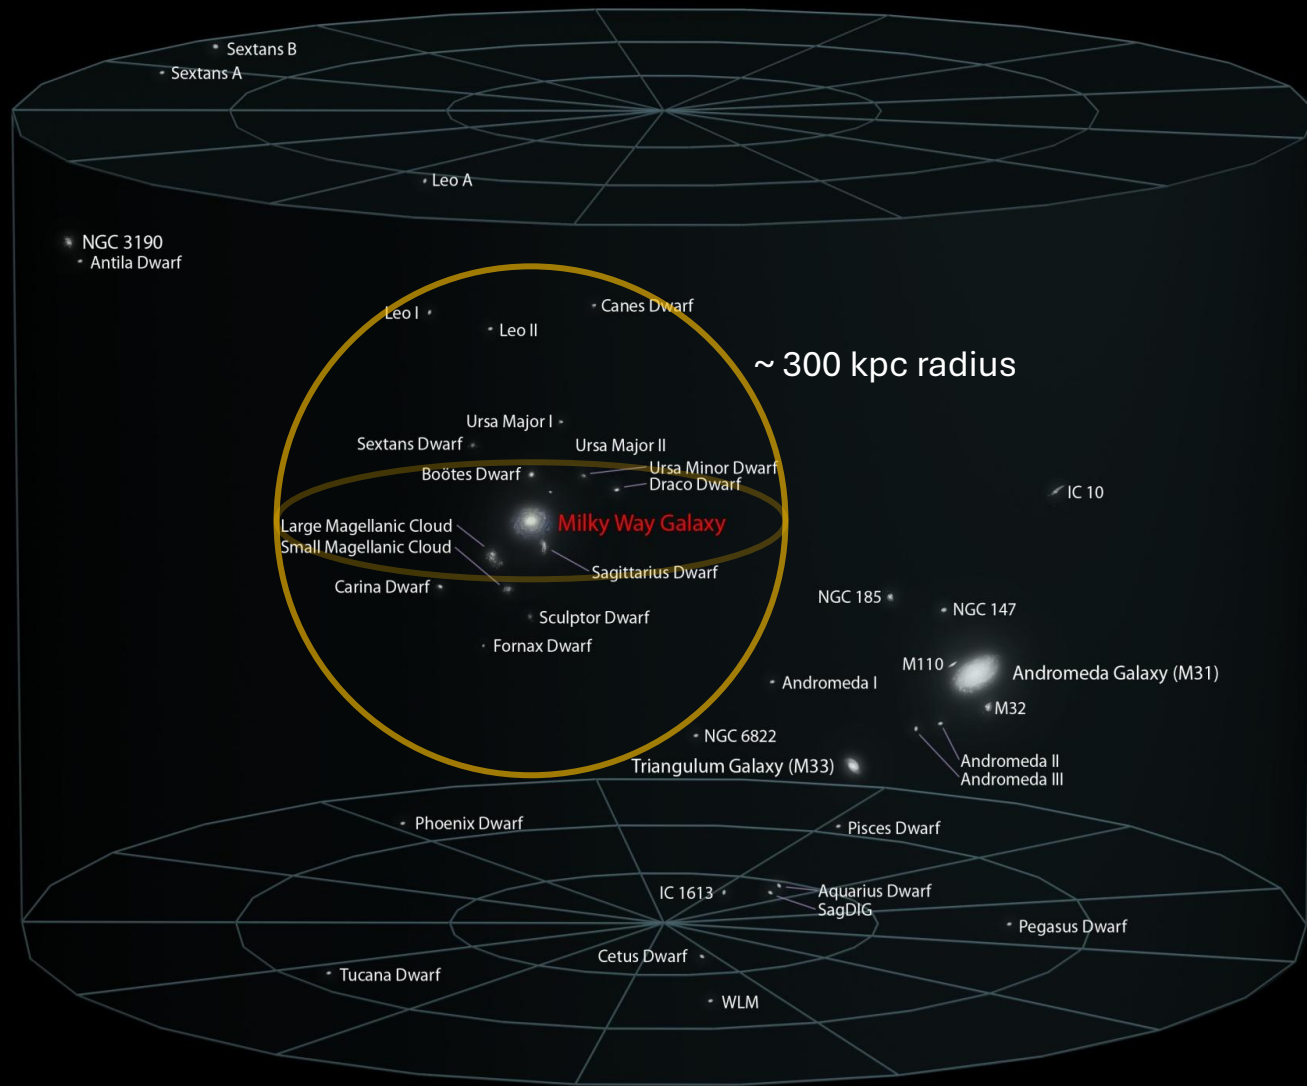 Sextans B
Sextans A
Leo A
NGC 3190
Antila Dwarf
Leo I
Canes Dwarf
Leo II
~ 300 kpc radius
Ursa Major I
Sextans Dwarf
Ursa Major II
Boötes Dwarf
Ursa Minor Dwarf
Draco Dwarf
IC 10
Large Magellanic Cloud
Milky Way Galaxy
Small Magellanic Cloud
Sagittarius Dwarf
Carina Dwarf
NGC 185
NGC 147
Sculptor Dwarf
Fornax Dwarf
M110
Andromeda Galaxy (M31)
Andromeda I
M32
NGC 6822
Triangulum Galaxy (M33)
Andromeda II
Andromeda III
Phoenix Dwarf
Pisces Dwarf
IC 1613
Aquarius Dwarf
SagDIG
Pegasus Dwarf
Cetus Dwarf
Tucana Dwarf
WLM